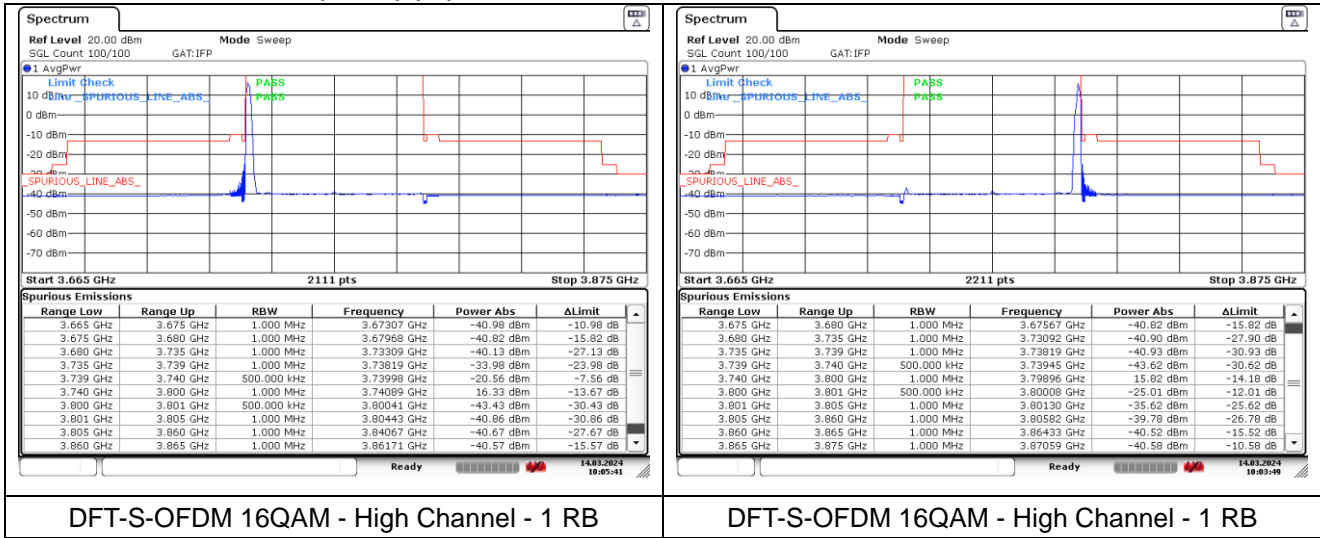 Spectrum
Ref Level 20.00 dBm Mode Sweep
SGL Count 100/100 GAT:IFP
1 AvgPwr
Limit Check PASS
Line _SPURIOUS_LINE_ABS_ PASS
10 dBm
0 dBm
-10 dBm
-20 dBm
-30 dBm
_SPURIOUS_LINE_ABS_
-40 dBm
-50 dBm
-60 dBm
-70 dBm
Start 3.665 GHz 2111 pts Stop 3.875 GHz
Spurious Emissions
Range Low Range Up RBW Frequency Power Abs ΔLimit
3.665 GHz 3.675 GHz 1.000 MHz 3.67307 GHz -40.98 dBm -10.98 dB
3.675 GHz 3.680 GHz 1.000 MHz 3.67968 GHz -40.82 dBm -15.82 dB
3.680 GHz 3.735 GHz 1.000 MHz 3.73309 GHz -40.13 dBm -27.13 dB
3.735 GHz 3.739 GHz 1.000 MHz 3.73819 GHz -33.98 dBm -23.98 dB
3.739 GHz 3.740 GHz 500.000 kHz 3.73998 GHz -20.56 dBm -7.56 dB
3.740 GHz 3.800 GHz 1.000 MHz 3.74089 GHz 16.33 dBm -13.67 dB
3.800 GHz 3.801 GHz 500.000 kHz 3.80041 GHz -43.43 dBm -30.43 dB
3.801 GHz 3.805 GHz 1.000 MHz 3.80443 GHz -40.86 dBm -30.86 dB
3.805 GHz 3.860 GHz 1.000 MHz 3.84067 GHz -40.67 dBm -27.67 dB
3.860 GHz 3.865 GHz 1.000 MHz 3.86171 GHz -40.57 dBm -15.57 dB
Ready 14.03.2024
10:05:41
DFT-S-OFDM 16QAM - High Channel - 1 RB
Spectrum
Ref Level 20.00 dBm Mode Sweep
SGL Count 100/100 GAT:IFP
1 AvgPwr
Limit Check PASS
Line _SPURIOUS_LINE_ABS_ PASS
10 dBm
0 dBm
-10 dBm
-20 dBm
-30 dBm
_SPURIOUS_LINE_ABS_
-40 dBm
-50 dBm
-60 dBm
-70 dBm
Start 3.665 GHz 2211 pts Stop 3.875 GHz
Spurious Emissions
Range Low Range Up RBW Frequency Power Abs ΔLimit
3.675 GHz 3.680 GHz 1.000 MHz 3.67567 GHz -40.82 dBm -15.82 dB
3.680 GHz 3.735 GHz 1.000 MHz 3.73092 GHz -40.90 dBm -27.90 dB
3.735 GHz 3.739 GHz 1.000 MHz 3.73819 GHz -40.93 dBm -30.93 dB
3.739 GHz 3.740 GHz 500.000 kHz 3.73945 GHz -43.62 dBm -30.62 dB
3.740 GHz 3.800 GHz 1.000 MHz 3.79896 GHz 15.82 dBm -14.18 dB
3.800 GHz 3.801 GHz 500.000 kHz 3.80008 GHz -25.01 dBm -12.01 dB
3.801 GHz 3.805 GHz 1.000 MHz 3.80130 GHz -35.62 dBm -25.62 dB
3.805 GHz 3.860 GHz 1.000 MHz 3.80582 GHz -39.78 dBm -26.78 dB
3.860 GHz 3.865 GHz 1.000 MHz 3.86433 GHz -40.52 dBm -15.52 dB
3.865 GHz 3.875 GHz 1.000 MHz 3.87059 GHz -40.58 dBm -10.58 dB
Ready 14.03.2024
10:03:49
DFT-S-OFDM 16QAM - High Channel - 1 RB